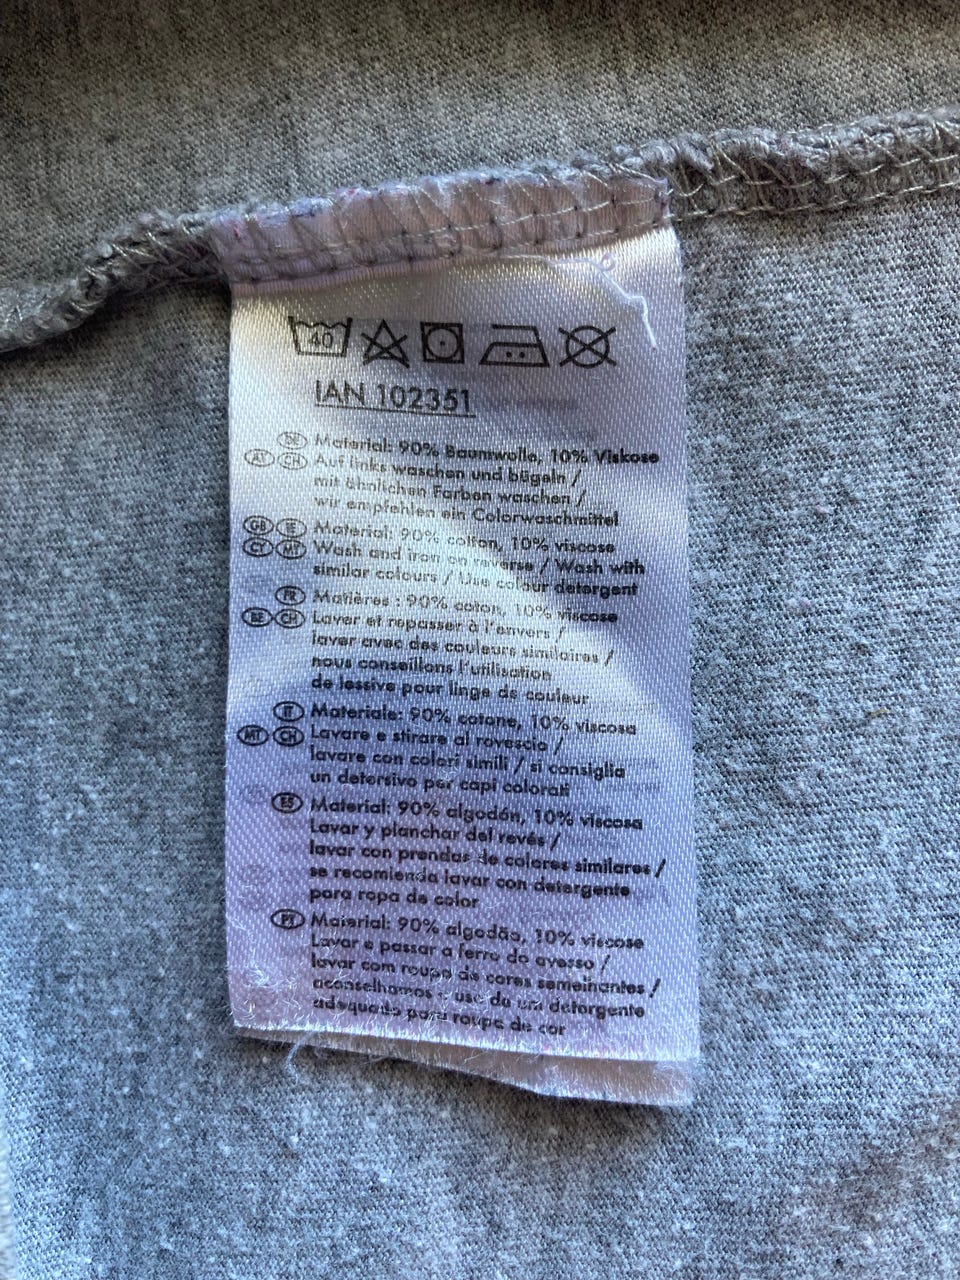 40
IAN 102351
DE Material: 90% Baumwolle, 10% Viskose
AT CH Auf links waschen und bügeln /
mit ähnlichen Farben waschen /
wir empfehlen ein Colorwaschmittel
GB IE Material: 90% cotton, 10% viscose
CY MT Wash and iron on reverse / Wash with
similar colours / Use colour detergent
FR Matières : 90% coton, 10% viscose
BE CH Laver et repasser à l'envers /
laver avec des couleurs similaires /
nous conseillons l'utilisation
de lessive pour linge de couleur
IT Materiale: 90% cotone, 10% viscosa
MT CH Lavare e stirare al rovescio /
lavare con colori simili / si consiglia
un detersivo per capi colorati
ES Material: 90% algodón, 10% viscosa
Lavar y planchar del revés /
lavar con prendas de colores similares /
se recomienda lavar con detergente
para ropa de color
PT Material: 90% algodão, 10% viscose
Lavar e passar a ferro do avesso /
lavar com roupa de cores semelhantes /
aconselhamos o uso de um detergente
adequado para roupa de cor